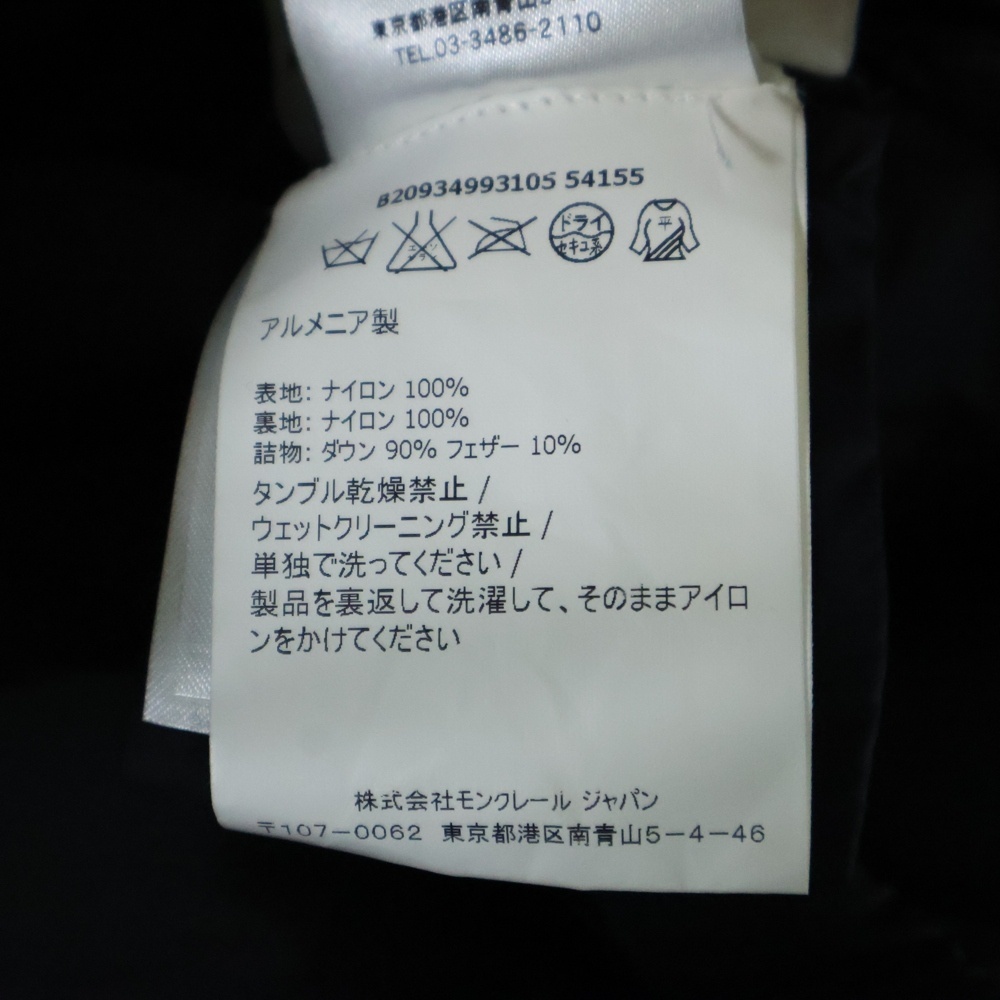 東京都港区南青山5-
TEL.03-3486-2110
B20934993105 54155
エンソ
サラシ
ドライ
セキユ系
平
アルメニア製
表地: ナイロン 100%
裏地: ナイロン 100%
詰物: ダウン 90% フェザー 10%
タンブル乾燥禁止 /
ウェットクリーニング禁止 /
単独で洗ってください /
製品を裏返して洗濯して、そのままアイロ
ンをかけてください
株式会社モンクレール ジャパン
〒107-0062 東京都港区南青山5-4-46